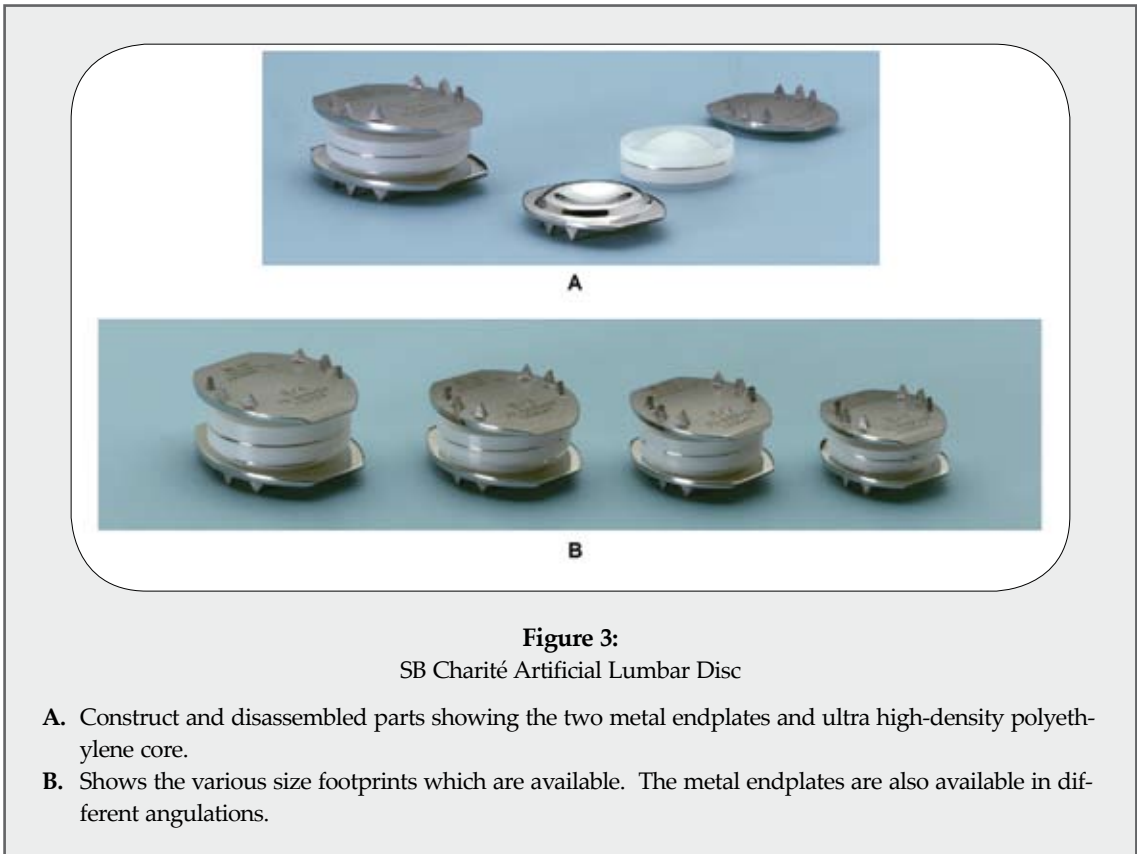 A
B
Figure 3:
SB Charité Artificial Lumbar Disc
A. Construct and disassembled parts showing the two metal endplates and ultra high-density polyeth-
ylene core.
B. Shows the various size footprints which are available. The metal endplates are also available in dif-
ferent angulations.